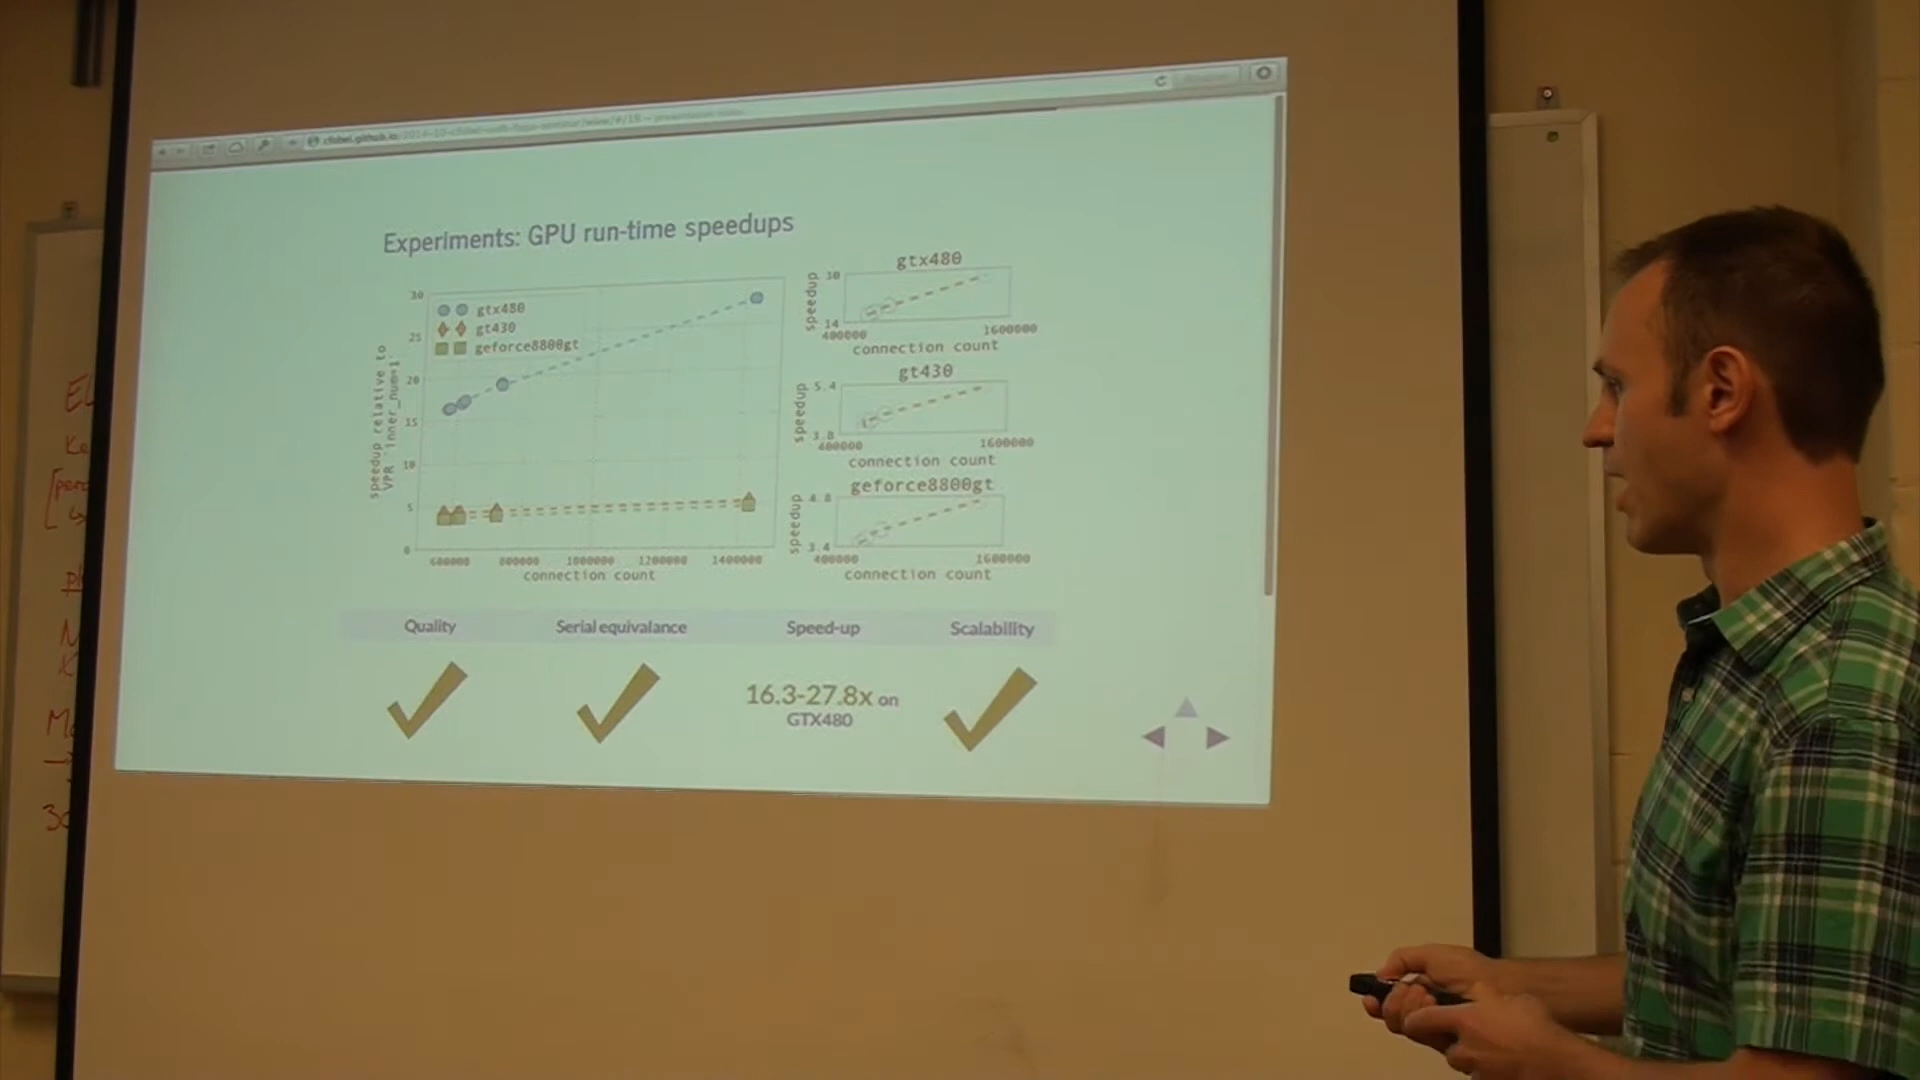 Experiments: GPU run-time speedups
30
25
20
15
10
5
0
speedup relative to
VPR
gtx480
gt430
geforce8800gt
600000 800000 1000000 1200000 1400000
connection count
gtx480
speedup
30
14
400000 1600000
connection count
gt430
speedup
5.4
3.8
400000 1600000
connection count
geforce8800gt
speedup
4.8
3.4
400000 1600000
connection count
Quality Serial equivalance Speed-up Scalability
16.3-27.8x on
GTX480